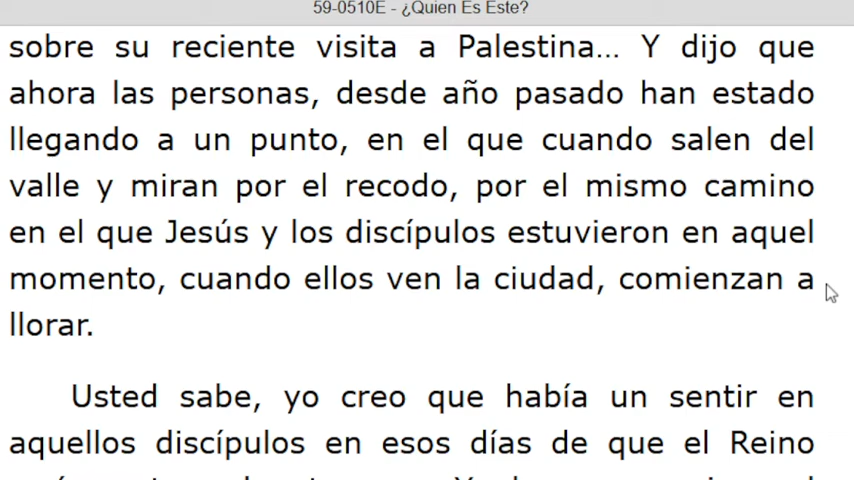 59-0510E - ¿Quien Es Este?
sobre su reciente visita a Palestina... Y dijo que
ahora las personas, desde año pasado han estado
llegando a un punto, en el que cuando salen del
valle y miran por el recodo, por el mismo camino
en el que Jesús y los discípulos estuvieron en aquel
momento, cuando ellos ven la ciudad, comienzan a
llorar.
Usted sabe, yo creo que había un sentir en
aquellos discípulos en esos días de que el Reino